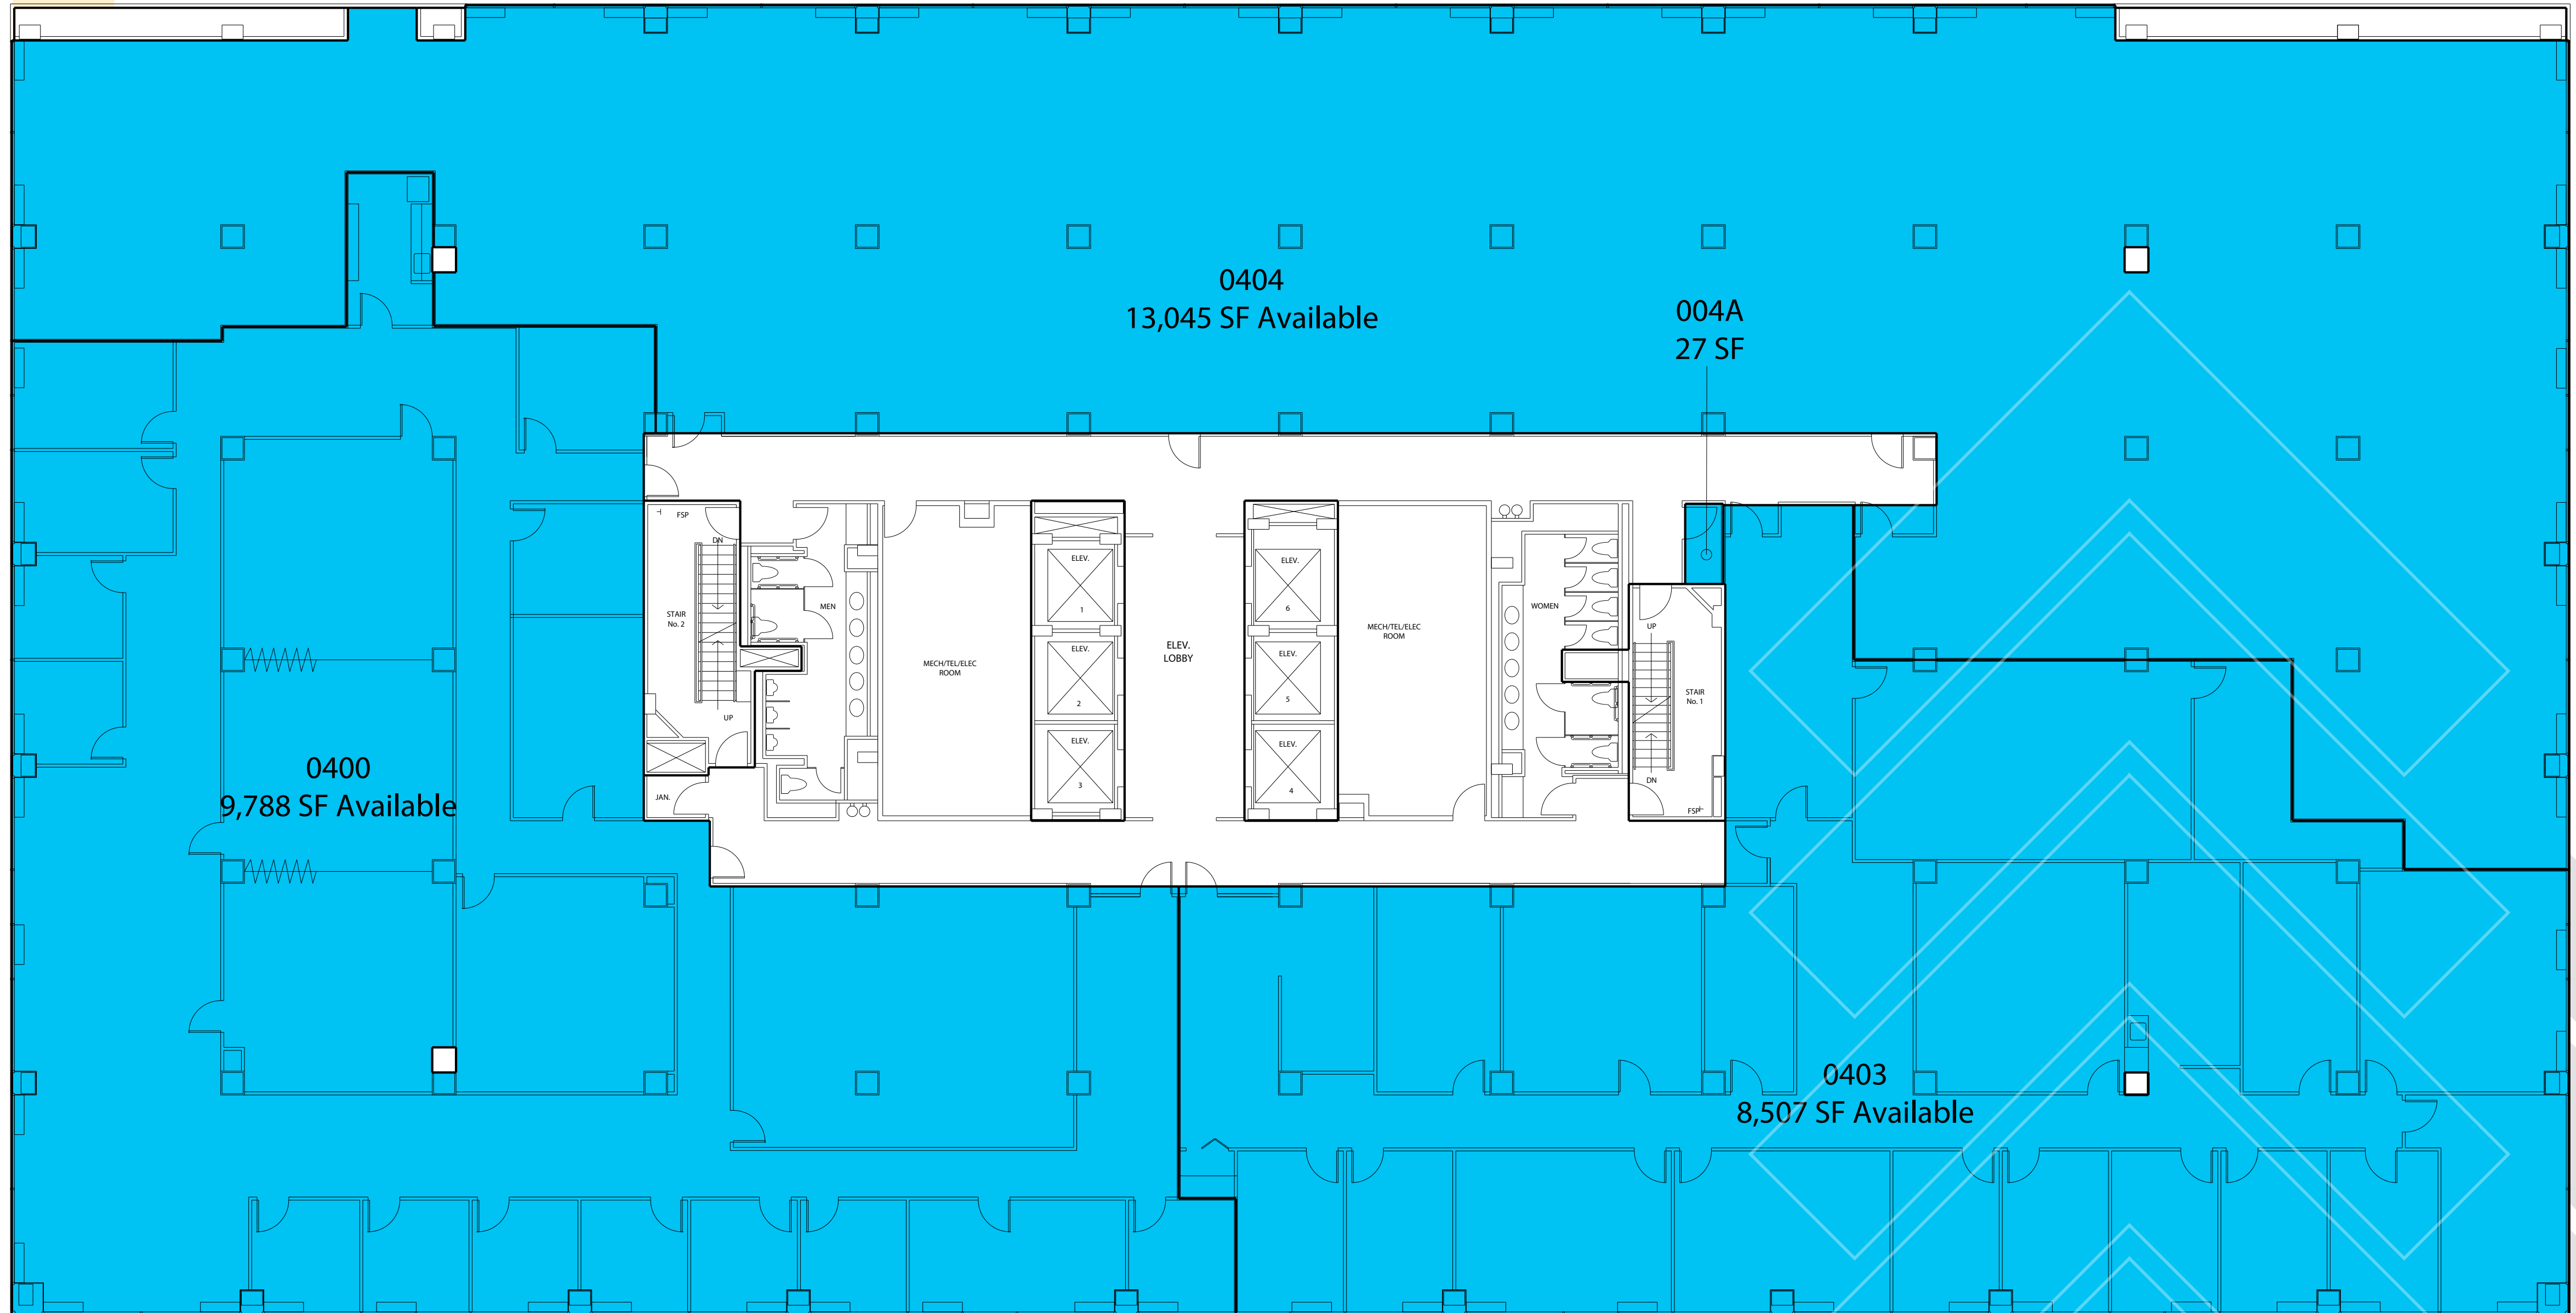 0404
13,045 SF Available
004A
27 SF
FSP
DN
STAIR
No. 2
UP
JAN.
MEN
MECH/TEL/ELEC
ROOM
ELEV.
1
ELEV.
2
ELEV.
3
ELEV.
LOBBY
ELEV.
6
ELEV.
5
ELEV.
4
MECH/TEL/ELEC
ROOM
WOMEN
UP
STAIR
No. 1
DN
FSP
0400
9,788 SF Available
0403
8,507 SF Available